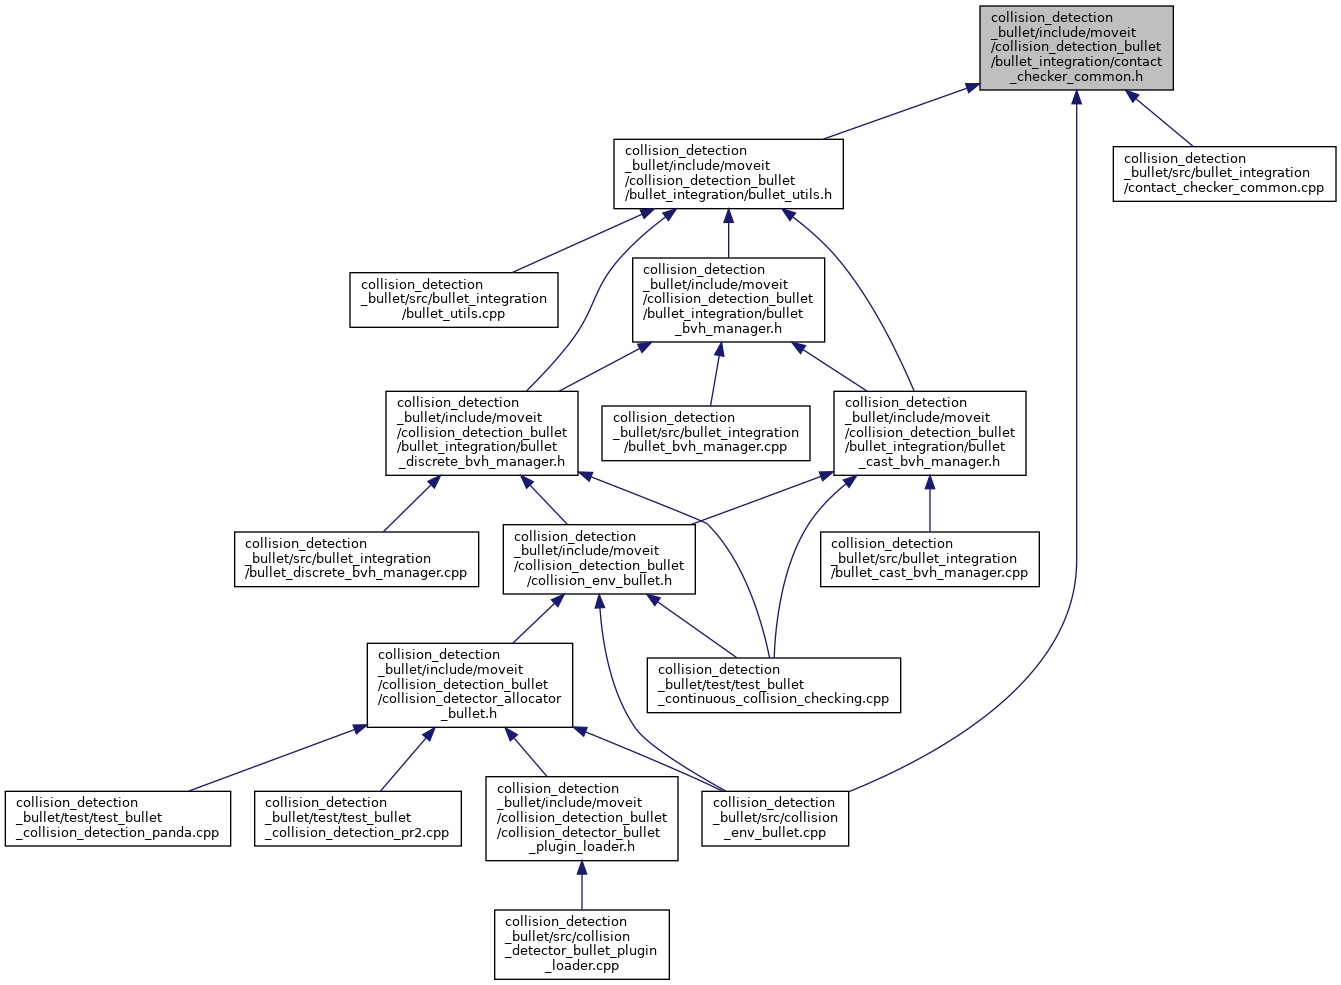 collision_detection
_bullet/include/moveit
/collision_detection_bullet
/bullet_integration/contact
_checker_common.h
collision_detection
_bullet/include/moveit
/collision_detection_bullet
/bullet_integration/bullet_utils.h
collision_detection
_bullet/src/bullet_integration
/contact_checker_common.cpp
collision_detection
_bullet/src/bullet_integration
/bullet_utils.cpp
collision_detection
_bullet/include/moveit
/collision_detection_bullet
/bullet_integration/bullet
_bvh_manager.h
collision_detection
_bullet/include/moveit
/collision_detection_bullet
/bullet_integration/bullet
_discrete_bvh_manager.h
collision_detection
_bullet/src/bullet_integration
/bullet_bvh_manager.cpp
collision_detection
_bullet/include/moveit
/collision_detection_bullet
/bullet_integration/bullet
_cast_bvh_manager.h
collision_detection
_bullet/src/bullet_integration
/bullet_discrete_bvh_manager.cpp
collision_detection
_bullet/include/moveit
/collision_detection_bullet
/collision_env_bullet.h
collision_detection
_bullet/src/bullet_integration
/bullet_cast_bvh_manager.cpp
collision_detection
_bullet/include/moveit
/collision_detection_bullet
/collision_detector_allocator
_bullet.h
collision_detection
_bullet/test/test_bullet
_continuous_collision_checking.cpp
collision_detection
_bullet/test/test_bullet
_collision_detection_panda.cpp
collision_detection
_bullet/test/test_bullet
_collision_detection_pr2.cpp
collision_detection
_bullet/include/moveit
/collision_detection_bullet
/collision_detector_bullet
_plugin_loader.h
collision_detection
_bullet/src/collision
_env_bullet.cpp
collision_detection
_bullet/src/collision
_detector_bullet_plugin
_loader.cpp